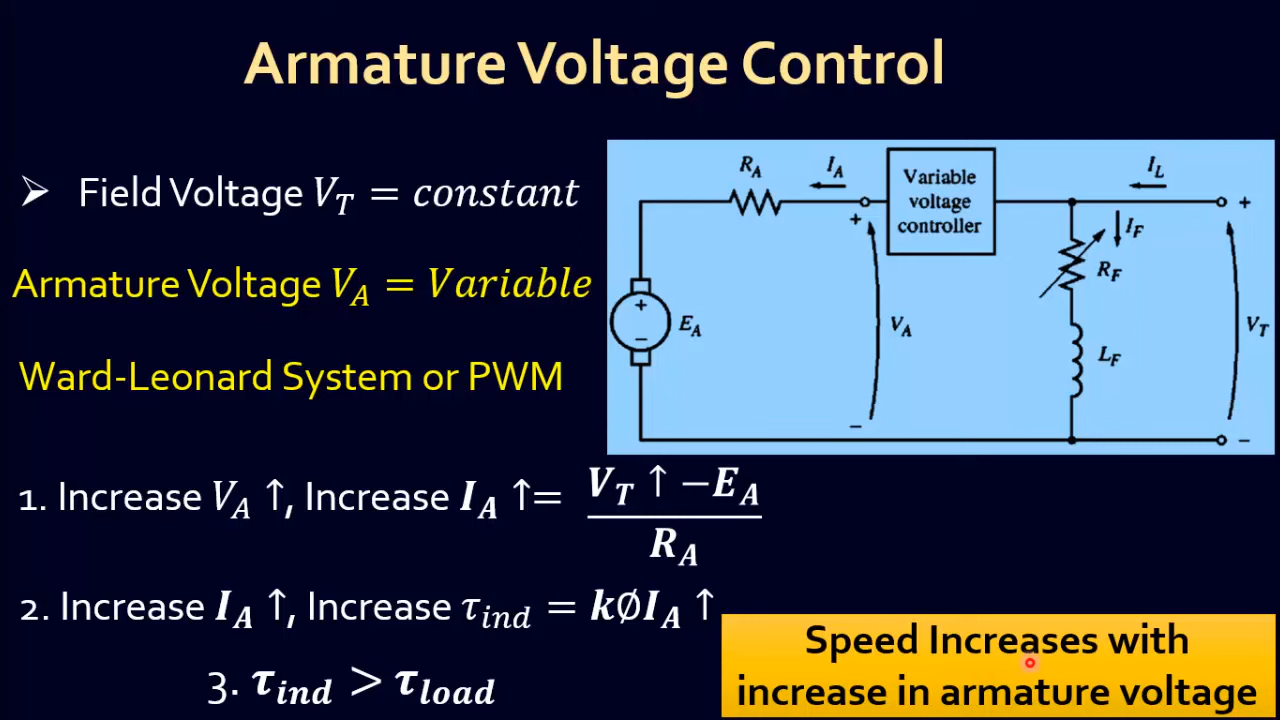 Armature Voltage Control
➢ Field Voltage V_T = constant
Armature Voltage V_A = Variable
Ward-Leonard System or PWM
R_A
I_A
Variable
voltage
controller
I_L
+
+
I_F
R_F
+
−
E_A
V_A
L_F
V_T
−
−
1. Increase V_A ↑, Increase I_A ↑= (V_T ↑ −E_A) / R_A
2. Increase I_A ↑, Increase τ_ind = k∅I_A ↑
3. τ_ind > τ_load
Speed Increases with
increase in armature voltage